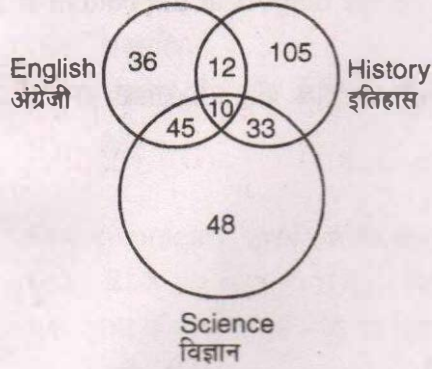 English
अंग्रेजी
36
12
105
History
इतिहास
10
45
33
48
Science
विज्ञान